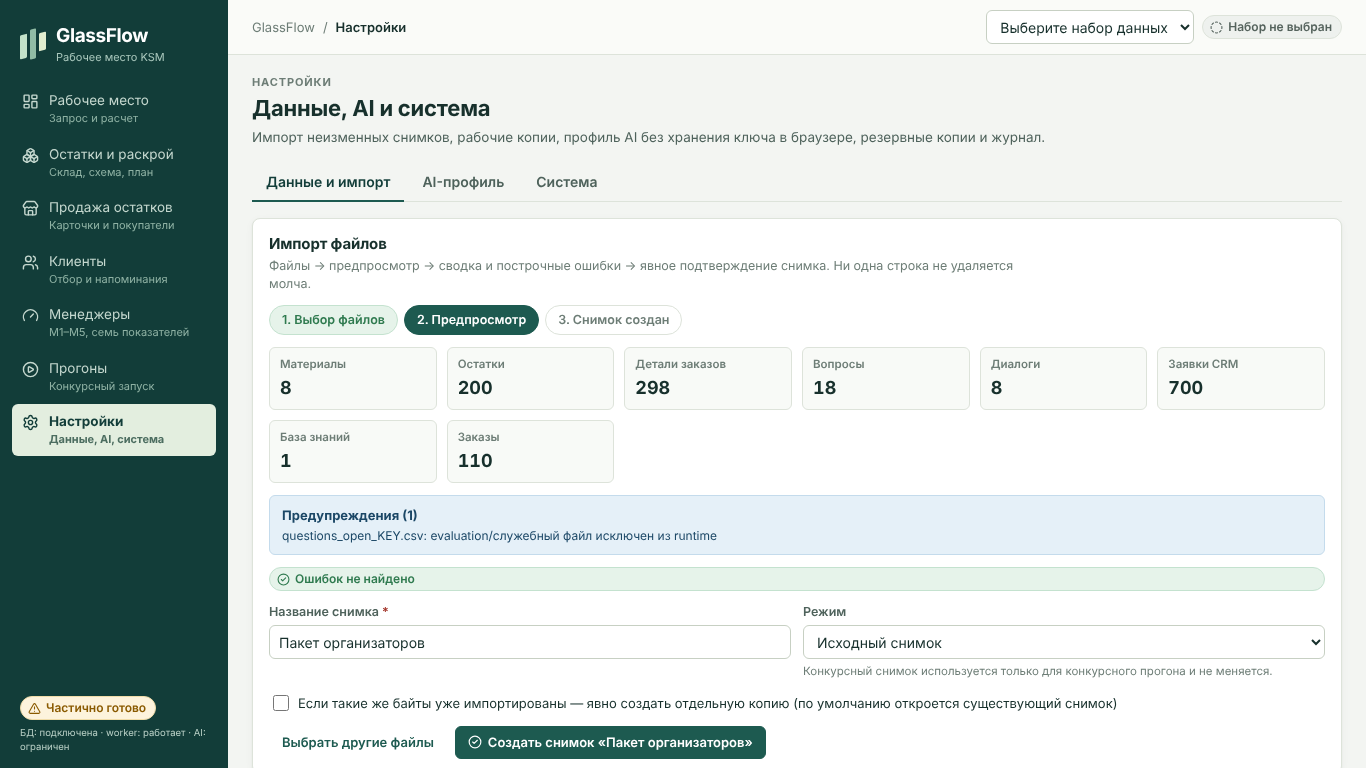 GlassFlow
Рабочее место KSM
Рабочее место
Запрос и расчет
Остатки и раскрой
Склад, схема, план
Продажа остатков
Карточки и покупатели
Клиенты
Отбор и напоминания
Менеджеры
М1–М5, семь показателей
Прогоны
Конкурсный запуск
Настройки
Данные, AI, система
Частично готово
БД: подключена · worker: работает · AI:
ограничен
GlassFlow / Настройки
Выберите набор данных
Набор не выбран
НАСТРОЙКИ
Данные, AI и система
Импорт неизменных снимков, рабочие копии, профиль AI без хранения ключа в браузере, резервные копии и журнал.
Данные и импорт
AI-профиль
Система
Импорт файлов
Файлы → предпросмотр → сводка и построчные ошибки → явное подтверждение снимка. Ни одна строка не удаляется
молча.
1. Выбор файлов
2. Предпросмотр
3. Снимок создан
Материалы
8
Остатки
200
Детали заказов
298
Вопросы
18
Диалоги
8
Заявки CRM
700
База знаний
1
Заказы
110
Предупреждения (1)
questions_open_KEY.csv: evaluation/служебный файл исключен из runtime
Ошибок не найдено
Название снимка *
Пакет организаторов
Режим
Исходный снимок
Конкурсный снимок используется только для конкурсного прогона и не меняется.
Если такие же байты уже импортированы — явно создать отдельную копию (по умолчанию откроется существующий снимок)
Выбрать другие файлы
Создать снимок «Пакет организаторов»